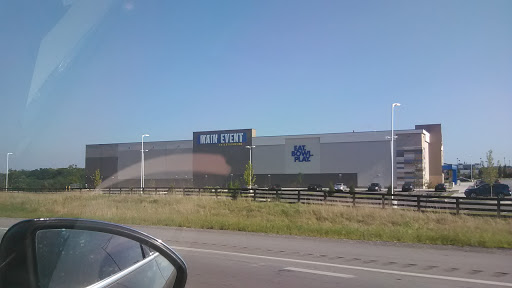 MAIN EVENT
EAT.
BOWL.
PLAY.